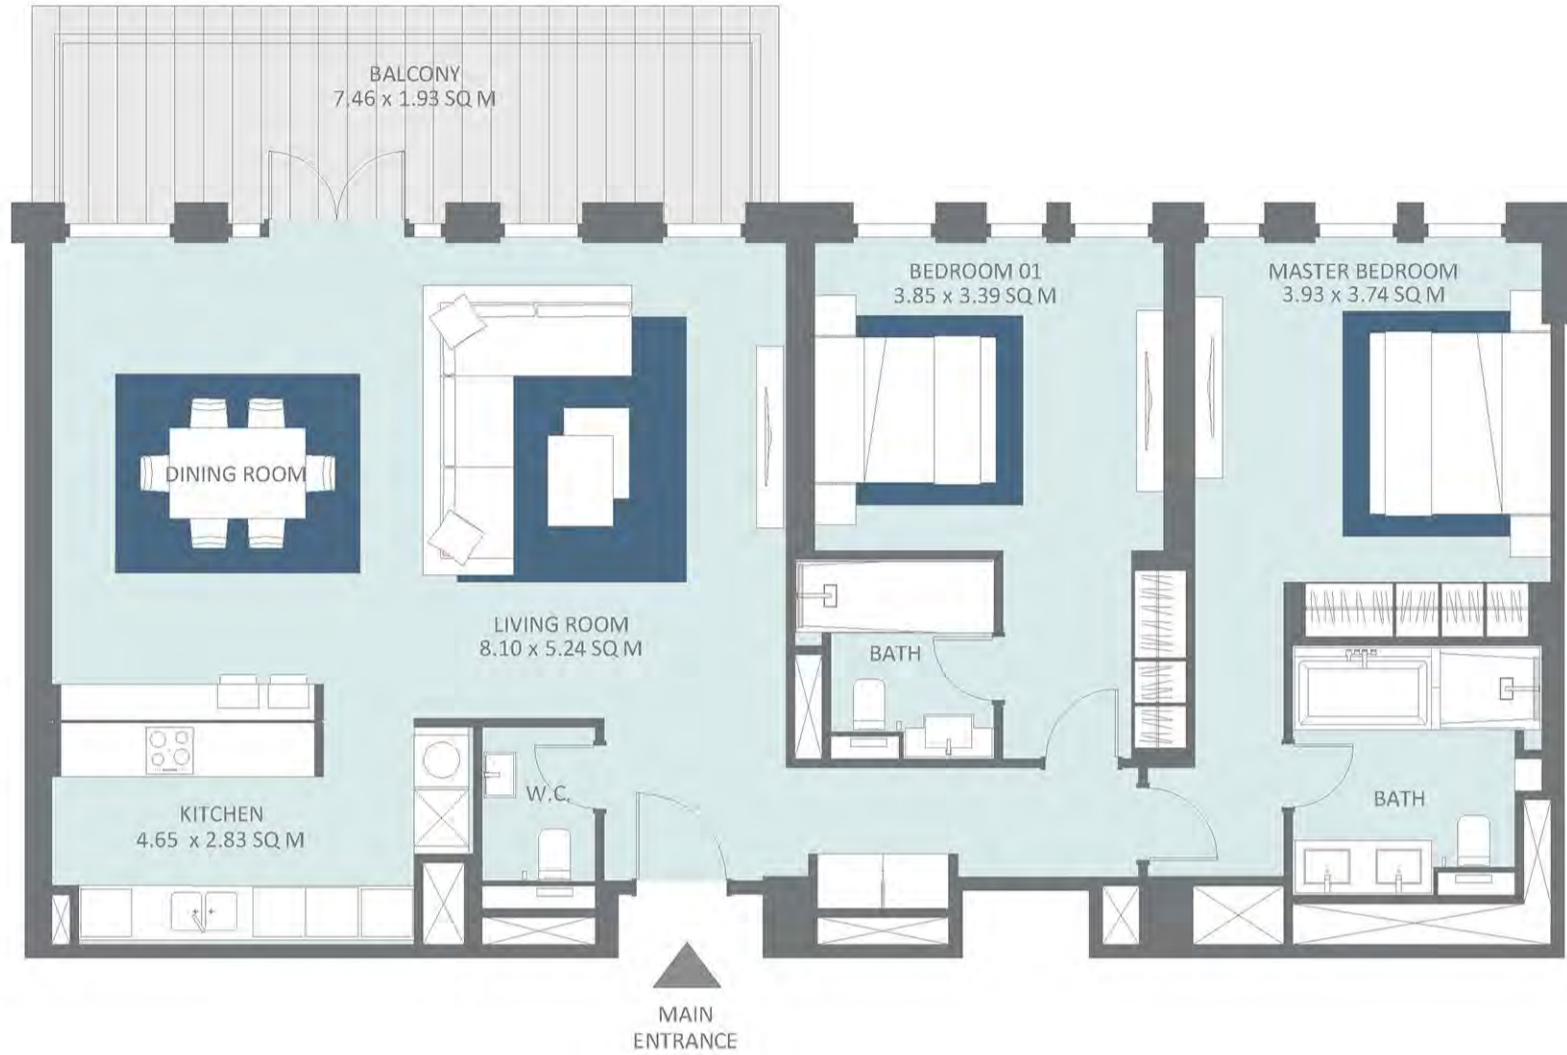 BALCONY
7.46 x 1.93 SQ M
BEDROOM 01
3.85 x 3.39 SQ M
MASTER BEDROOM
3.93 x 3.74 SQ M
DINING ROOM
LIVING ROOM
8.10 x 5.24 SQ M
BATH
KITCHEN
4.65 x 2.83 SQ M
W.C.
BATH
MAIN
ENTRANCE